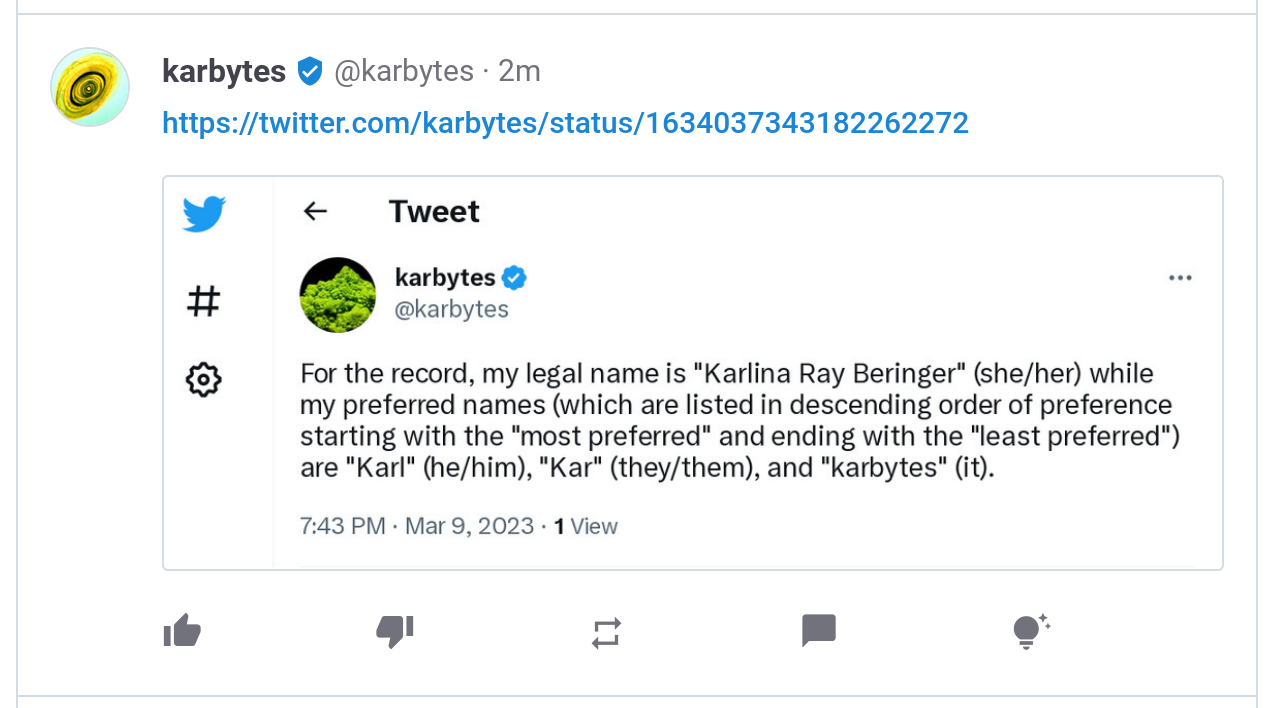 karbytes @karbytes · 2m
https://twitter.com/karbytes/status/1634037343182262272
Tweet
karbytes
@karbytes
For the record, my legal name is "Karlina Ray Beringer" (she/her) while
my preferred names (which are listed in descending order of preference
starting with the "most preferred" and ending with the "least preferred")
are "Karl" (he/him), "Kar" (they/them), and "karbytes" (it).
7:43 PM · Mar 9, 2023 · 1 View